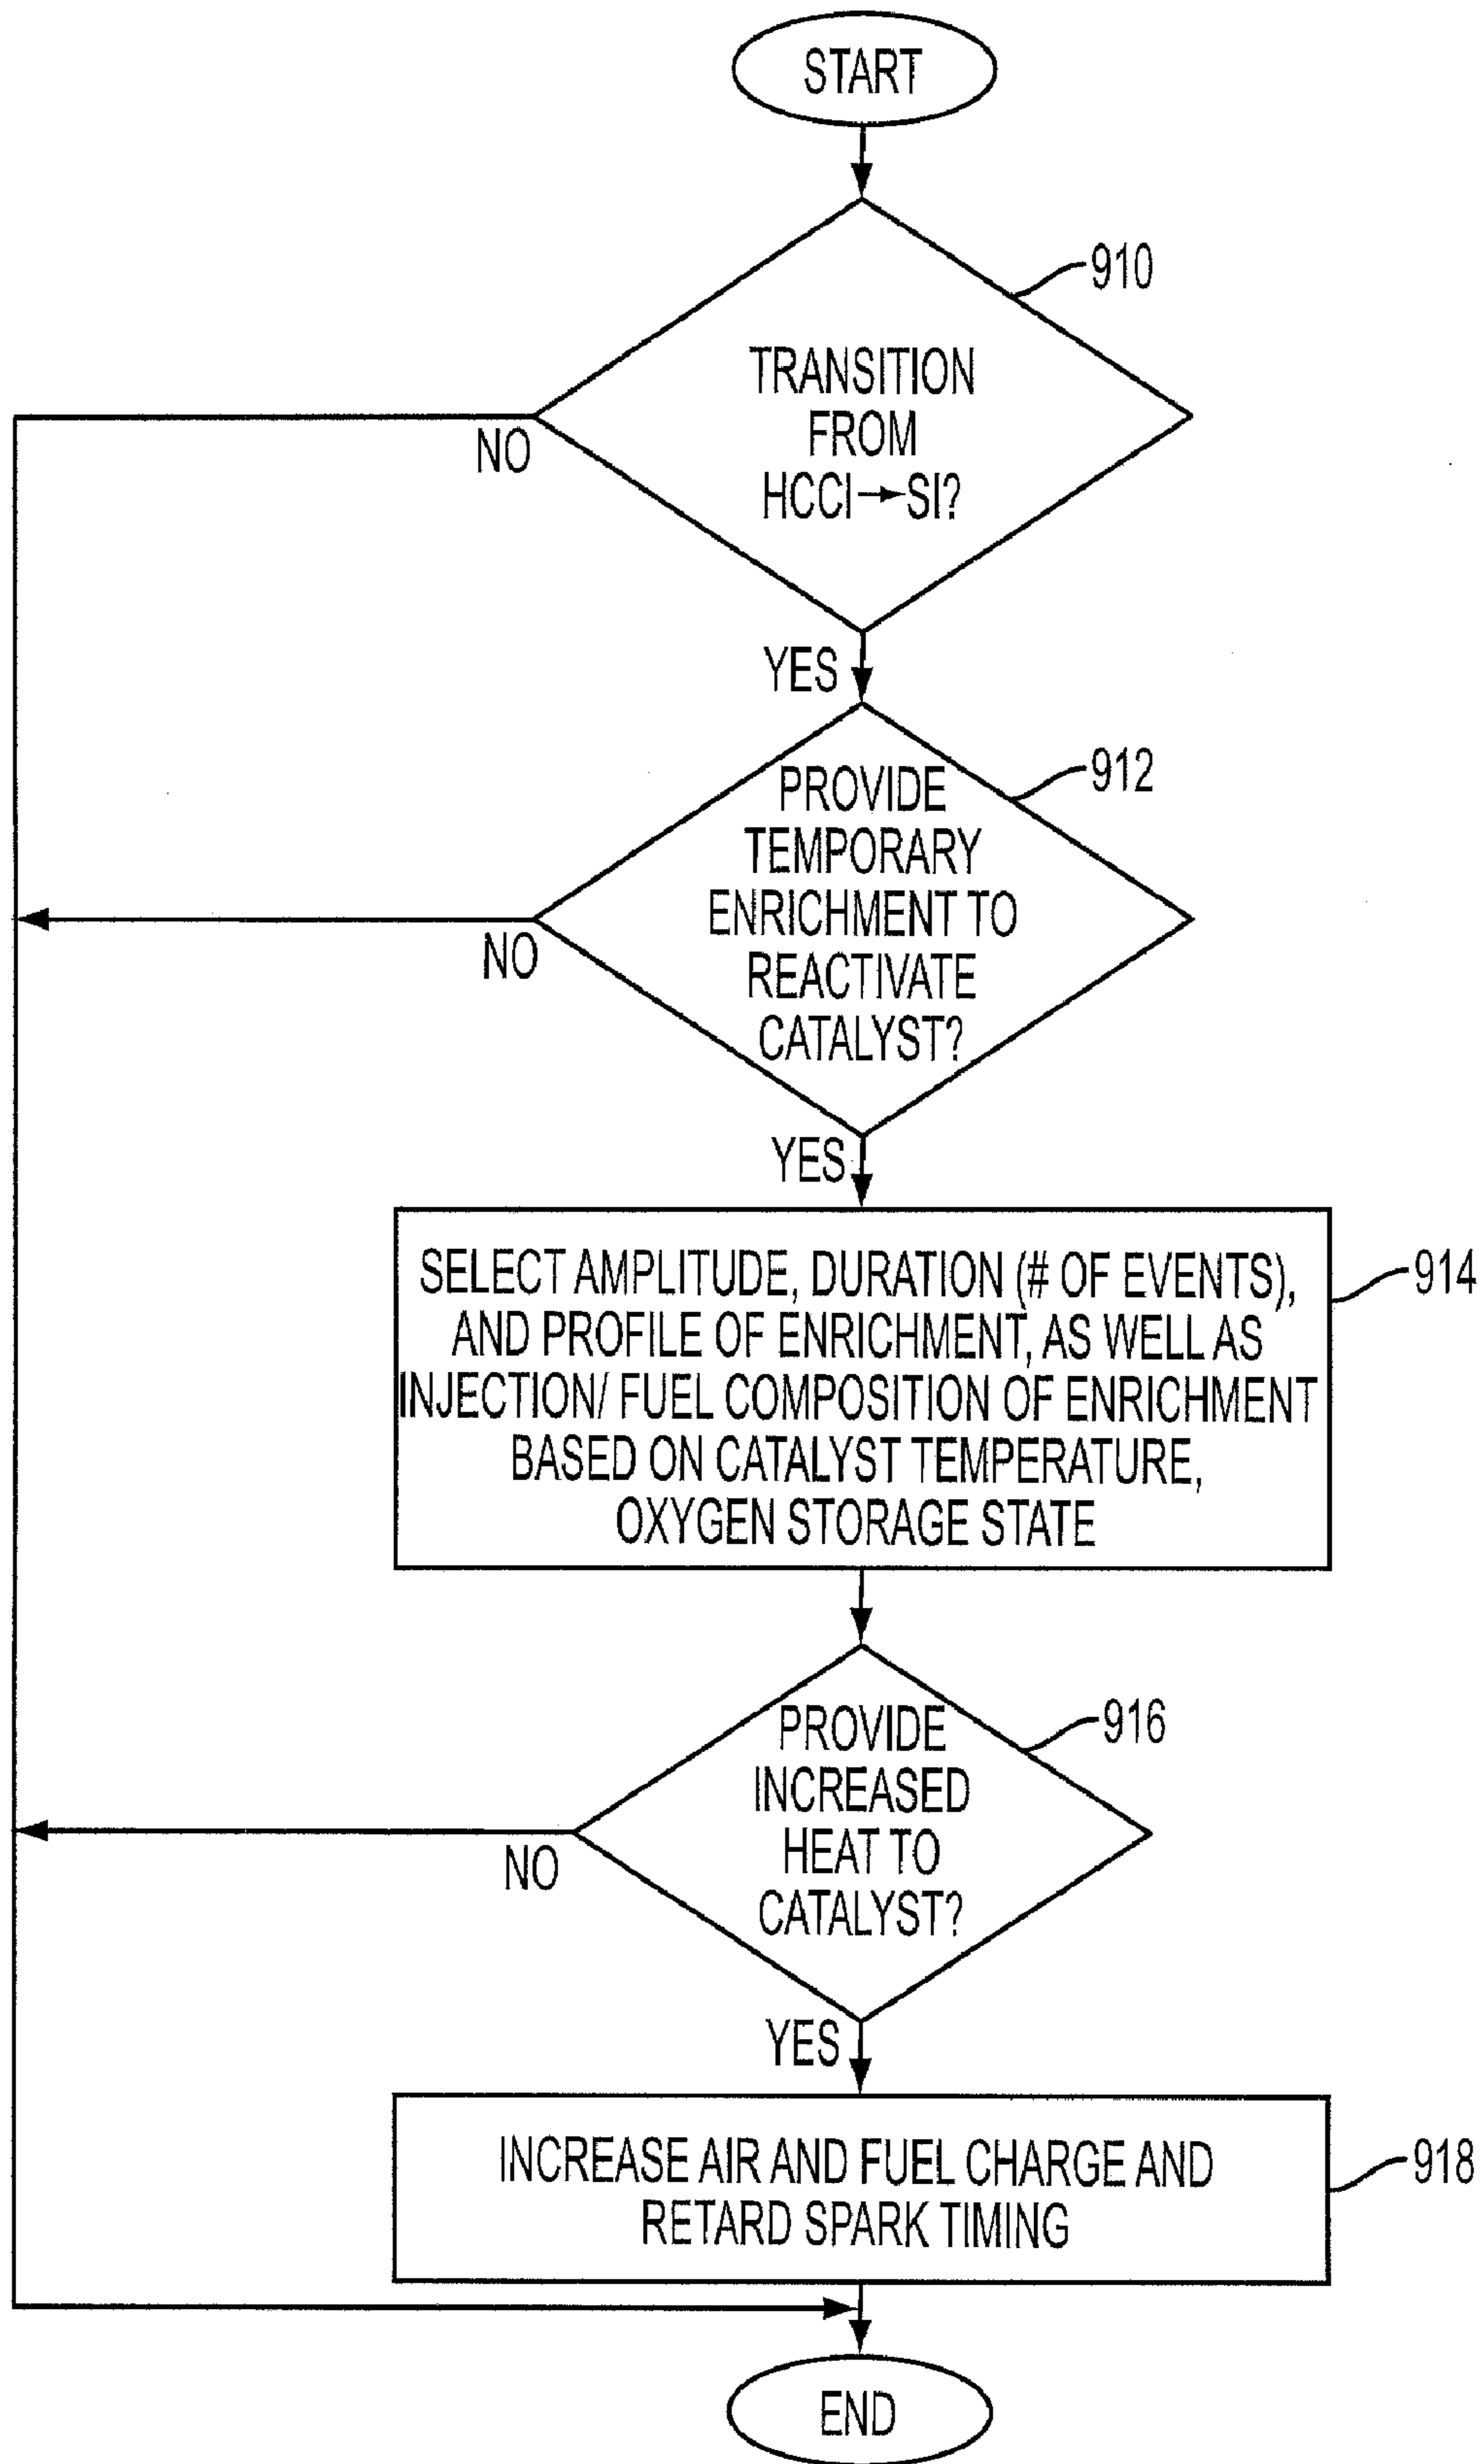 START
910
TRANSITION
FROM
HCCI→SI?
NO
YES
912
PROVIDE
TEMPORARY
ENRICHMENT TO
REACTIVATE
CATALYST?
NO
YES
914
SELECT AMPLITUDE, DURATION (# OF EVENTS),
AND PROFILE OF ENRICHMENT, AS WELL AS
INJECTION/ FUEL COMPOSITION OF ENRICHMENT
BASED ON CATALYST TEMPERATURE,
OXYGEN STORAGE STATE
916
PROVIDE
INCREASED
HEAT TO
CATALYST?
NO
YES
918
INCREASE AIR AND FUEL CHARGE AND
RETARD SPARK TIMING
END